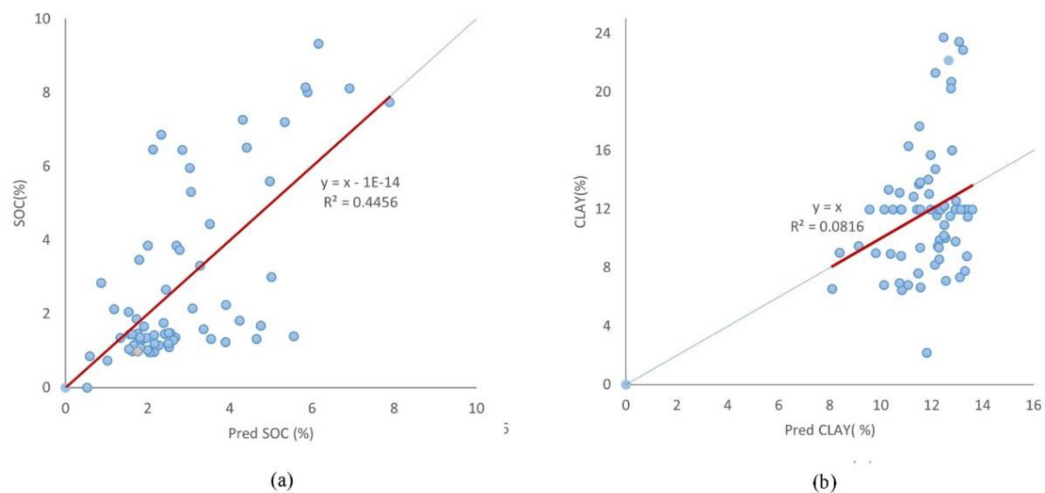 10
8
6
4
2
0
SOC(%)
y = x - 1E-14
R² = 0.4456
0 2 4 6 8 10
Pred SOC (%)
(a)
24
20
16
12
8
4
0
CLAY(%)
y = x
R² = 0.0816
0 2 4 6 8 10 12 14 16
Pred CLAY( %)
(b)